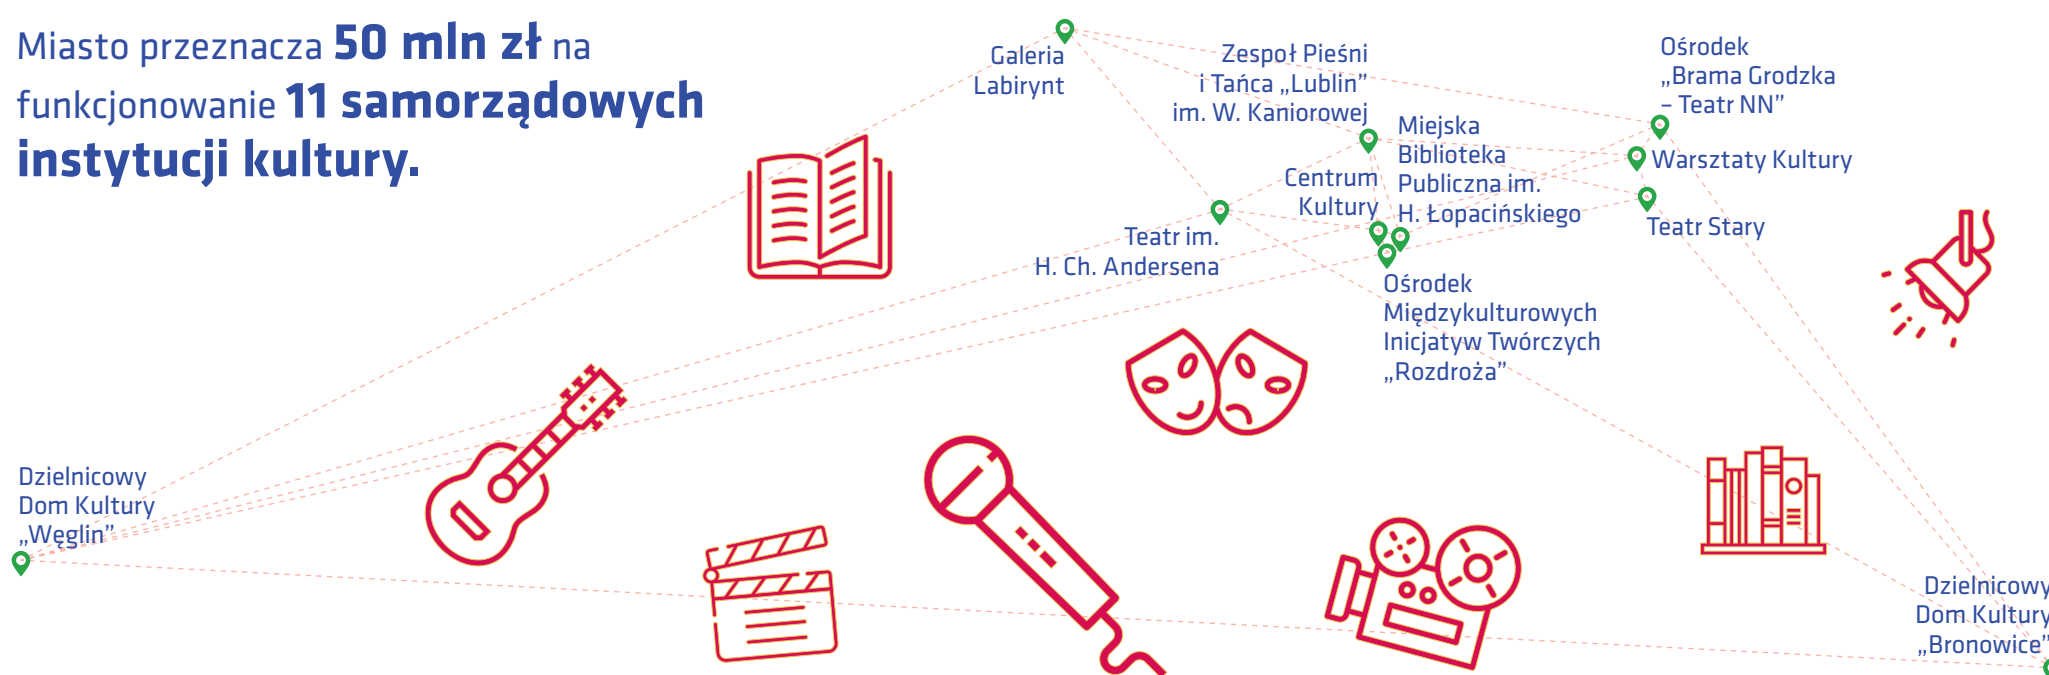 Miasto przeznacza 50 mln zł na
funkcjonowanie 11 samorządowych
instytucji kultury.
Galeria
Labirynt
Zespoł Pieśni
i Tańca „Lublin”
im. W. Kaniorowej
Ośrodek
„Brama Grodzka
– Teatr NN”
Miejska
Biblioteka
Publiczna im.
H. Łopacińskiego
Warsztaty Kultury
Centrum
Kultury
Teatr Stary
Teatr im.
H. Ch. Andersena
Ośrodek
Międzykulturowych
Inicjatyw Twórczych
„Rozdroża”
Dzielnicowy
Dom Kultury
„Węglin”
Dzielnicowy
Dom Kultury
„Bronowice”